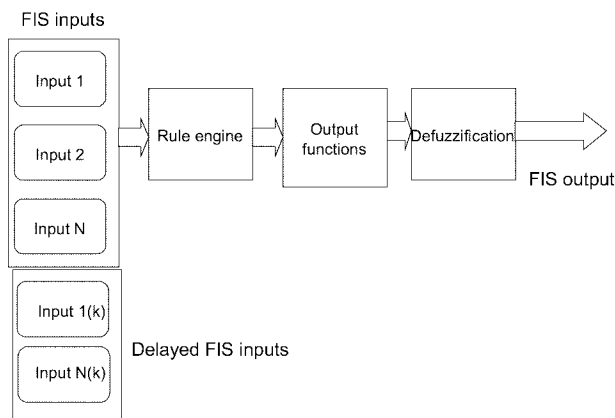 FIS inputs
Input 1
Input 2
Input N
Rule engine
Output
functions
Defuzzification
FIS output
Input 1(k)
Input N(k)
Delayed FIS inputs